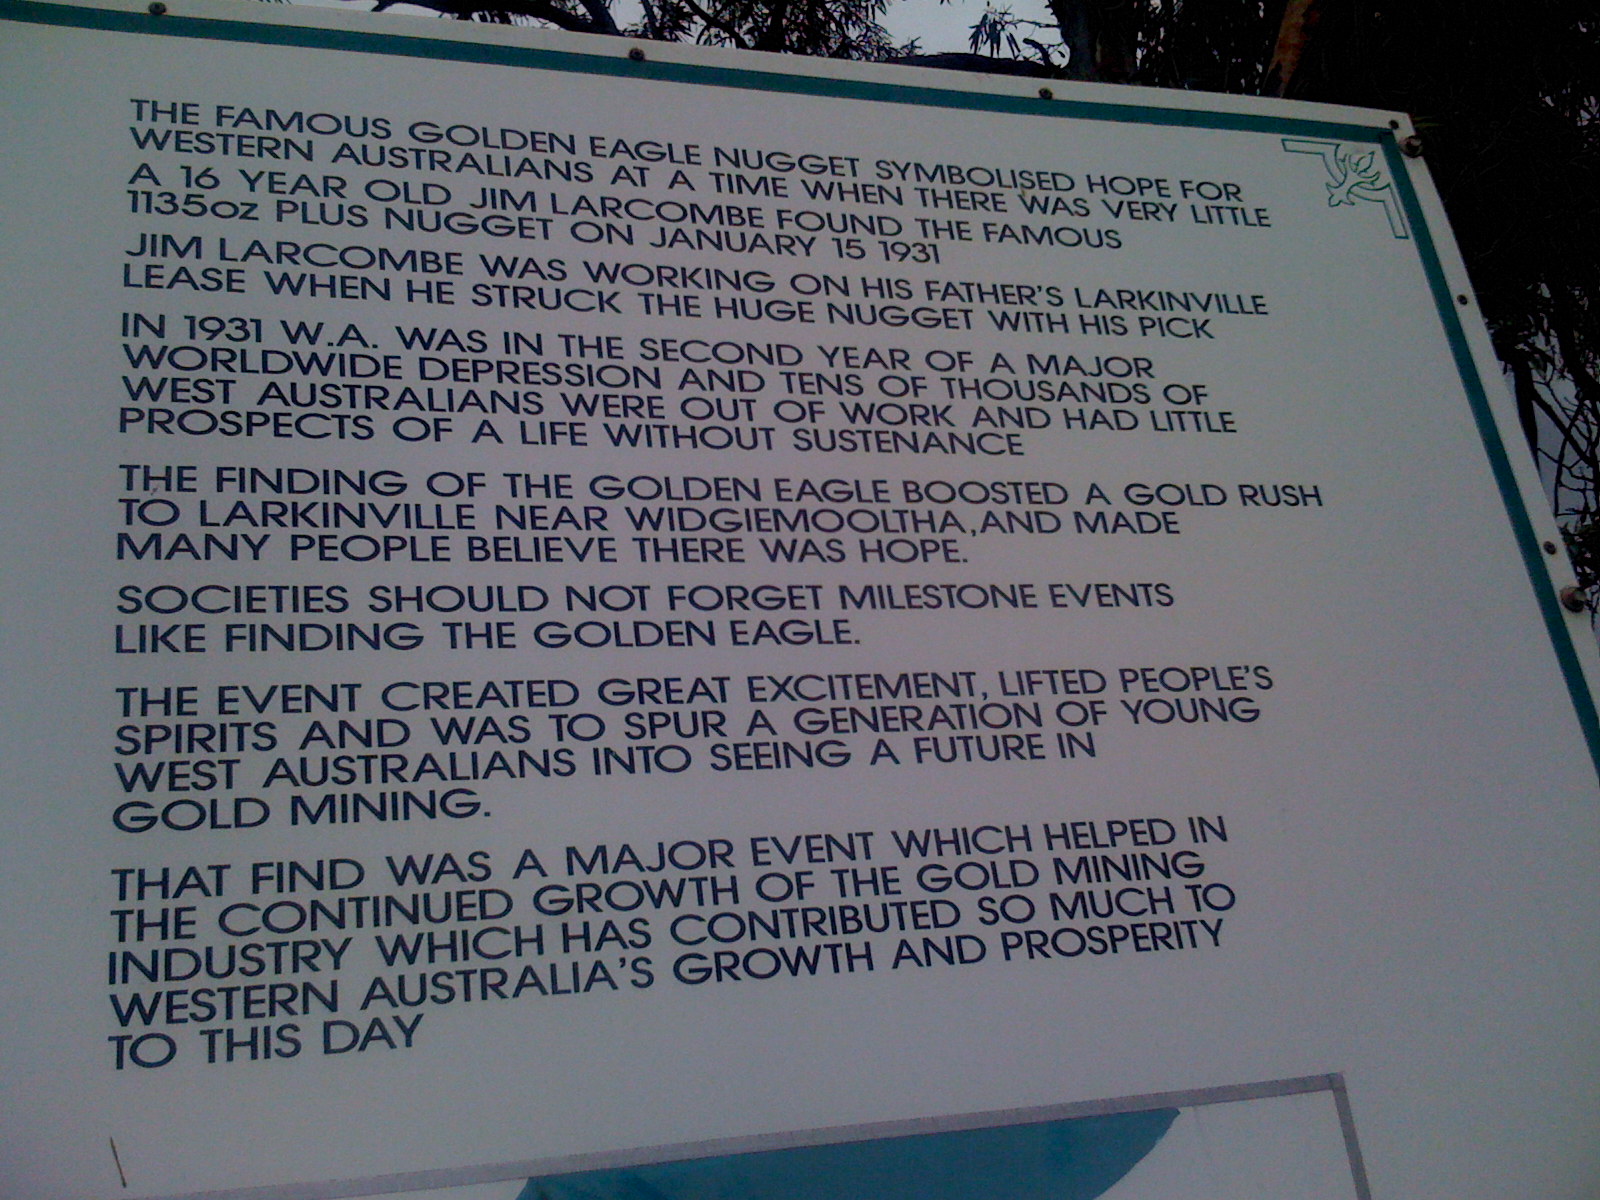 THE FAMOUS GOLDEN EAGLE NUGGET SYMBOLISED HOPE FOR
WESTERN AUSTRALIANS AT A TIME WHEN THERE WAS VERY LITTLE
A 16 YEAR OLD JIM LARCOMBE FOUND THE FAMOUS
1135oz PLUS NUGGET ON JANUARY 15 1931
JIM LARCOMBE WAS WORKING ON HIS FATHER'S LARKINVILLE
LEASE WHEN HE STRUCK THE HUGE NUGGET WITH HIS PICK
IN 1931 W.A. WAS IN THE SECOND YEAR OF A MAJOR
WORLDWIDE DEPRESSION AND TENS OF THOUSANDS OF
WEST AUSTRALIANS WERE OUT OF WORK AND HAD LITTLE
PROSPECTS OF A LIFE WITHOUT SUSTENANCE
THE FINDING OF THE GOLDEN EAGLE BOOSTED A GOLD RUSH
TO LARKINVILLE NEAR WIDGIEMOOLTHA,AND MADE
MANY PEOPLE BELIEVE THERE WAS HOPE.
SOCIETIES SHOULD NOT FORGET MILESTONE EVENTS
LIKE FINDING THE GOLDEN EAGLE.
THE EVENT CREATED GREAT EXCITEMENT, LIFTED PEOPLE'S
SPIRITS AND WAS TO SPUR A GENERATION OF YOUNG
WEST AUSTRALIANS INTO SEEING A FUTURE IN
GOLD MINING.
THAT FIND WAS A MAJOR EVENT WHICH HELPED IN
THE CONTINUED GROWTH OF THE GOLD MINING
INDUSTRY WHICH HAS CONTRIBUTED SO MUCH TO
WESTERN AUSTRALIA'S GROWTH AND PROSPERITY
TO THIS DAY